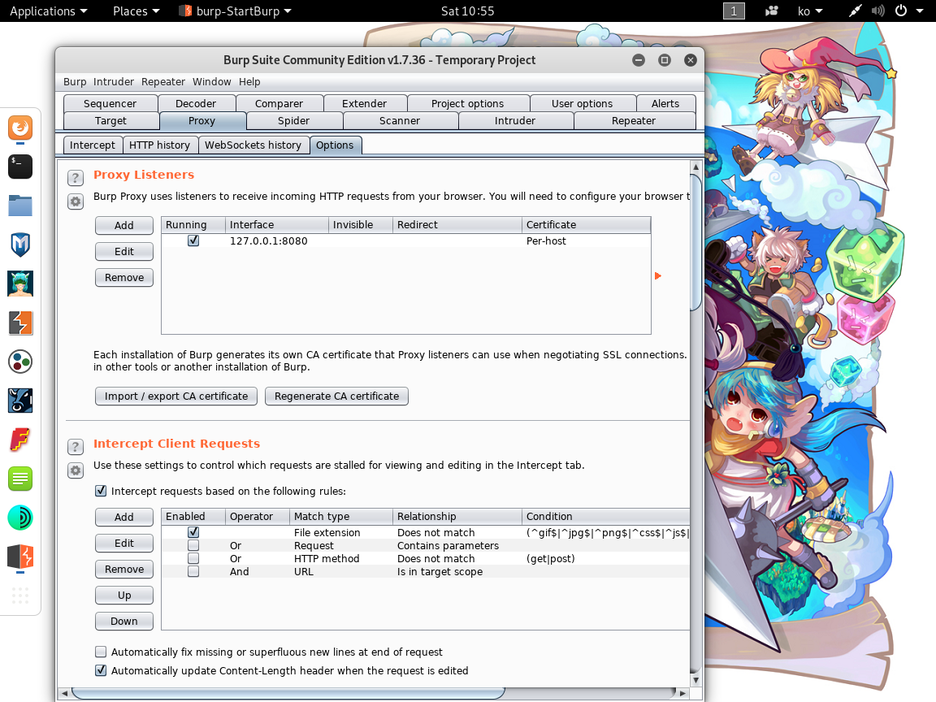 Applications Places burp-StartBurp Sat 10:55 1 ko
Burp Suite Community Edition v1.7.36 - Temporary Project
Burp Intruder Repeater Window Help
Sequencer Decoder Comparer Extender Project options User options Alerts
Target Proxy Spider Scanner Intruder Repeater
Intercept HTTP history WebSockets history Options
? Proxy Listeners
Burp Proxy uses listeners to receive incoming HTTP requests from your browser. You will need to configure your browser t
Add Running Interface Invisible Redirect Certificate
127.0.0.1:8080 Per-host
Edit
Remove
Each installation of Burp generates its own CA certificate that Proxy listeners can use when negotiating SSL connections.
in other tools or another installation of Burp.
Import / export CA certificate Regenerate CA certificate
? Intercept Client Requests
Use these settings to control which requests are stalled for viewing and editing in the Intercept tab.
Intercept requests based on the following rules:
Add Enabled Operator Match type Relationship Condition
File extension Does not match (^gif$|^jpg$|^png$|^css$|^js$|
Edit Or Request Contains parameters
Or HTTP method Does not match (get|post)
Remove And URL Is in target scope
Up
Down
Automatically fix missing or superfluous new lines at end of request
Automatically update Content-Length header when the request is edited